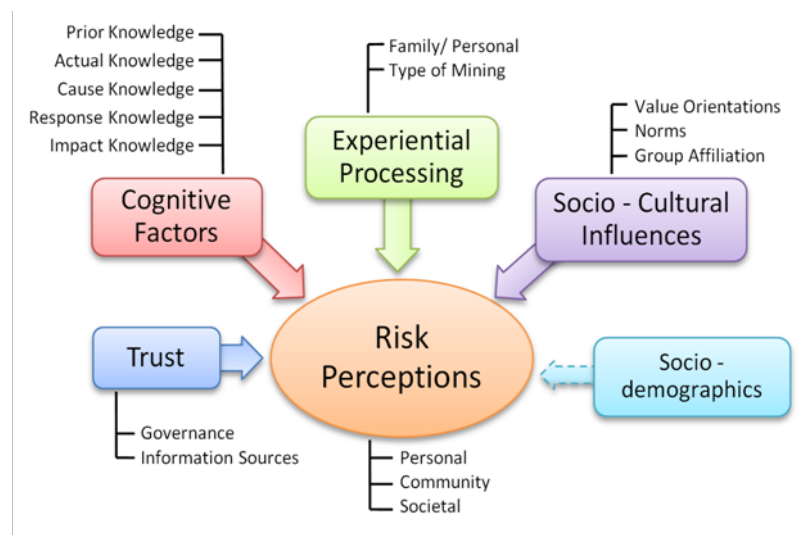 Prior Knowledge
Actual Knowledge
Cause Knowledge
Response Knowledge
Impact Knowledge
Cognitive
Factors
Family/ Personal
Type of Mining
Experiential
Processing
Value Orientations
Norms
Group Affiliation
Socio - Cultural
Influences
Trust
Governance
Information Sources
Risk
Perceptions
Personal
Community
Societal
Socio -
demographics